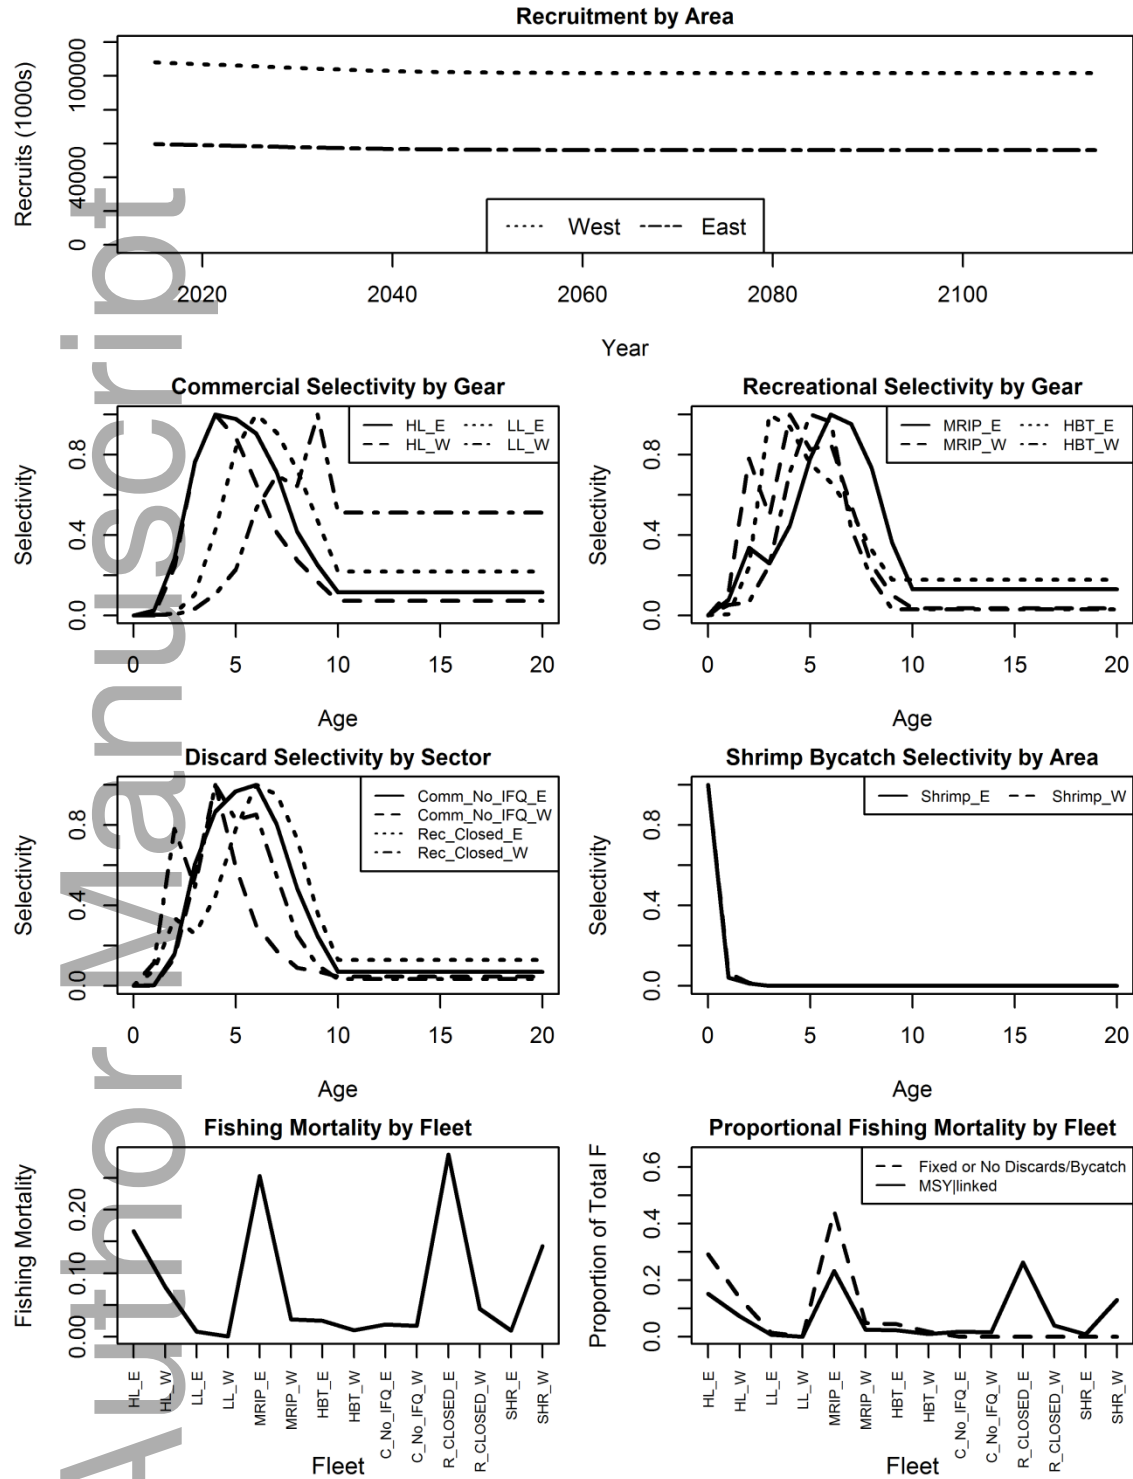 Recruitment by Area
Recruits (1000s)
0 40000 100000
West East
2020 2040 2060 2080 2100
Year
Commercial Selectivity by Gear
Selectivity
0.0 0.4 0.8
HL_E LL_E
HL_W LL_W
0 5 10 15 20
Age
Recreational Selectivity by Gear
Selectivity
0.0 0.4 0.8
MRIP_E HBT_E
MRIP_W HBT_W
0 5 10 15 20
Age
Discard Selectivity by Sector
Selectivity
0.0 0.4 0.8
Comm_No_IFQ_E
Comm_No_IFQ_W
Rec_Closed_E
Rec_Closed_W
0 5 10 15 20
Age
Shrimp Bycatch Selectivity by Area
Selectivity
0.0 0.4 0.8
Shrimp_E Shrimp_W
0 5 10 15 20
Age
Fishing Mortality by Fleet
Fishing Mortality
0.00 0.10 0.20
HL_E
HL_W
LL_E
LL_W
MRIP_E
MRIP_W
HBT_E
HBT_W
C_No_IFQ_E
C_No_IFQ_W
R_CLOSED_E
R_CLOSED_W
SHR_E
SHR_W
Fleet
Proportional Fishing Mortality by Fleet
Proportion of Total F
0.0 0.2 0.4 0.6
Fixed or No Discards/Bycatch
MSY|linked
HL_E
HL_W
LL_E
LL_W
MRIP_E
MRIP_W
HBT_E
HBT_W
C_No_IFQ_E
C_No_IFQ_W
R_CLOSED_E
R_CLOSED_W
SHR_E
SHR_W
Fleet
Author Manuscript